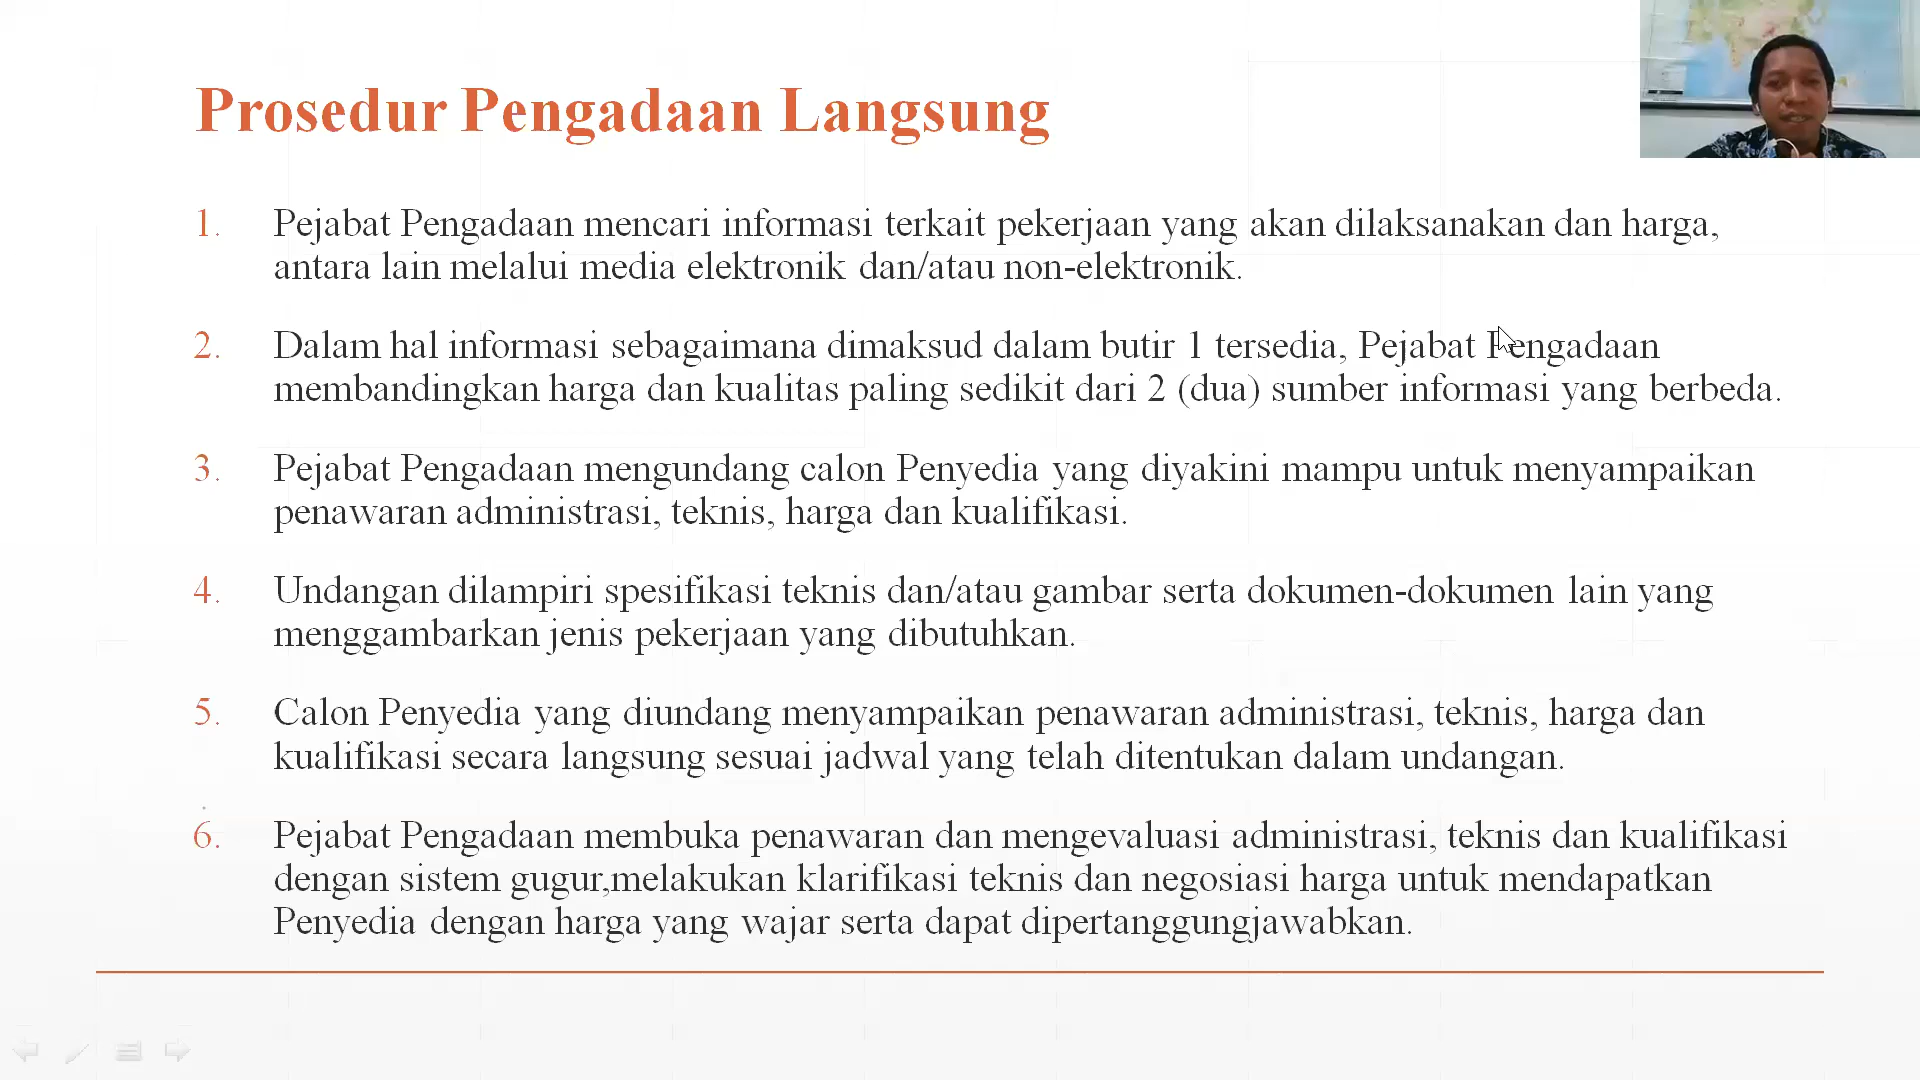 Prosedur Pengadaan Langsung
1. Pejabat Pengadaan mencari informasi terkait pekerjaan yang akan dilaksanakan dan harga,
antara lain melalui media elektronik dan/atau non-elektronik.
2. Dalam hal informasi sebagaimana dimaksud dalam butir 1 tersedia, Pejabat Pengadaan
membandingkan harga dan kualitas paling sedikit dari 2 (dua) sumber informasi yang berbeda.
3. Pejabat Pengadaan mengundang calon Penyedia yang diyakini mampu untuk menyampaikan
penawaran administrasi, teknis, harga dan kualifikasi.
4. Undangan dilampiri spesifikasi teknis dan/atau gambar serta dokumen-dokumen lain yang
menggambarkan jenis pekerjaan yang dibutuhkan.
5. Calon Penyedia yang diundang menyampaikan penawaran administrasi, teknis, harga dan
kualifikasi secara langsung sesuai jadwal yang telah ditentukan dalam undangan.
6. Pejabat Pengadaan membuka penawaran dan mengevaluasi administrasi, teknis dan kualifikasi
dengan sistem gugur,melakukan klarifikasi teknis dan negosiasi harga untuk mendapatkan
Penyedia dengan harga yang wajar serta dapat dipertanggungjawabkan.